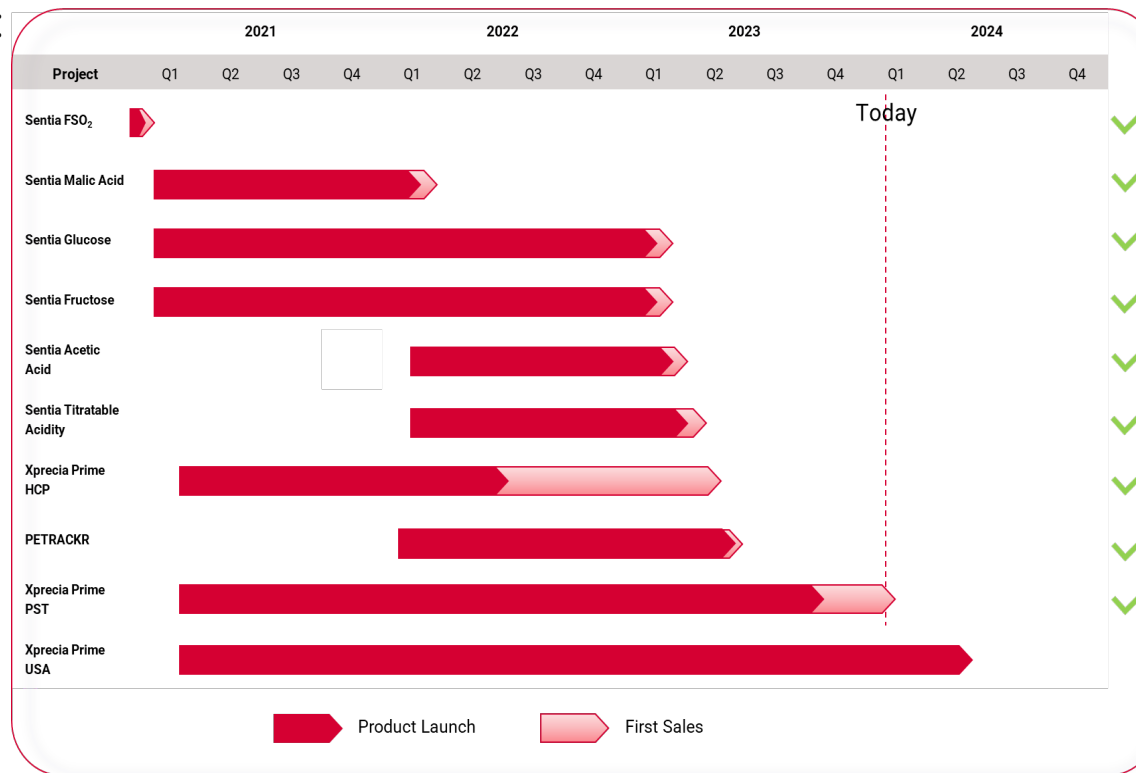 2021 2022 2023 2024
Project Q1 Q2 Q3 Q4 Q1 Q2 Q3 Q4 Q1 Q2 Q3 Q4 Q1 Q2 Q3 Q4
Today
Sentia FSO₂
Sentia Malic Acid
Sentia Glucose
Sentia Fructose
Sentia Acetic
Acid
Sentia Titratable
Acidity
Xprecia Prime
HCP
PETRACKR
Xprecia Prime
PST
Xprecia Prime
USA
Product Launch First Sales